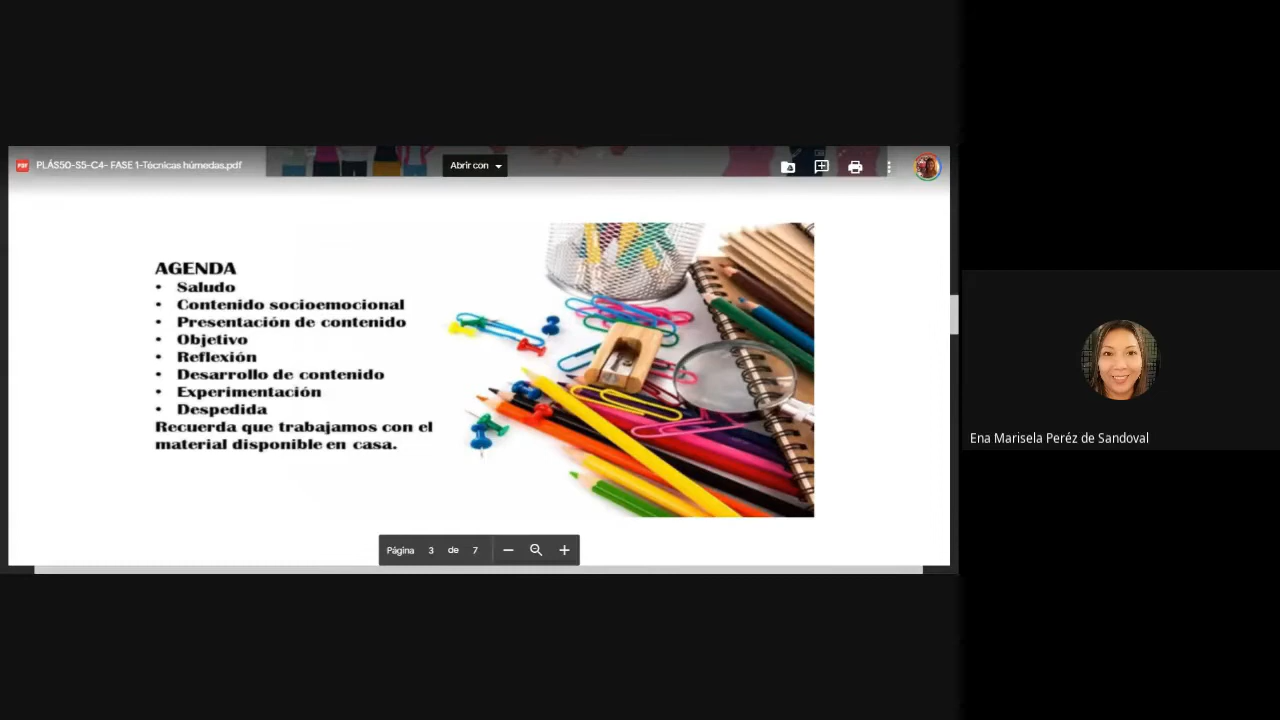 PLÁS50-S5-C4- FASE 1-Técnicas húmedas.pdf
Abrir con
AGENDA
• Saludo
• Contenido socioemocional
• Presentación de contenido
• Objetivo
• Reflexión
• Desarrollo de contenido
• Experimentación
• Despedida
Recuerda que trabajamos con el
material disponible en casa.
Página 3 de 7
Ena Marisela Peréz de Sandoval